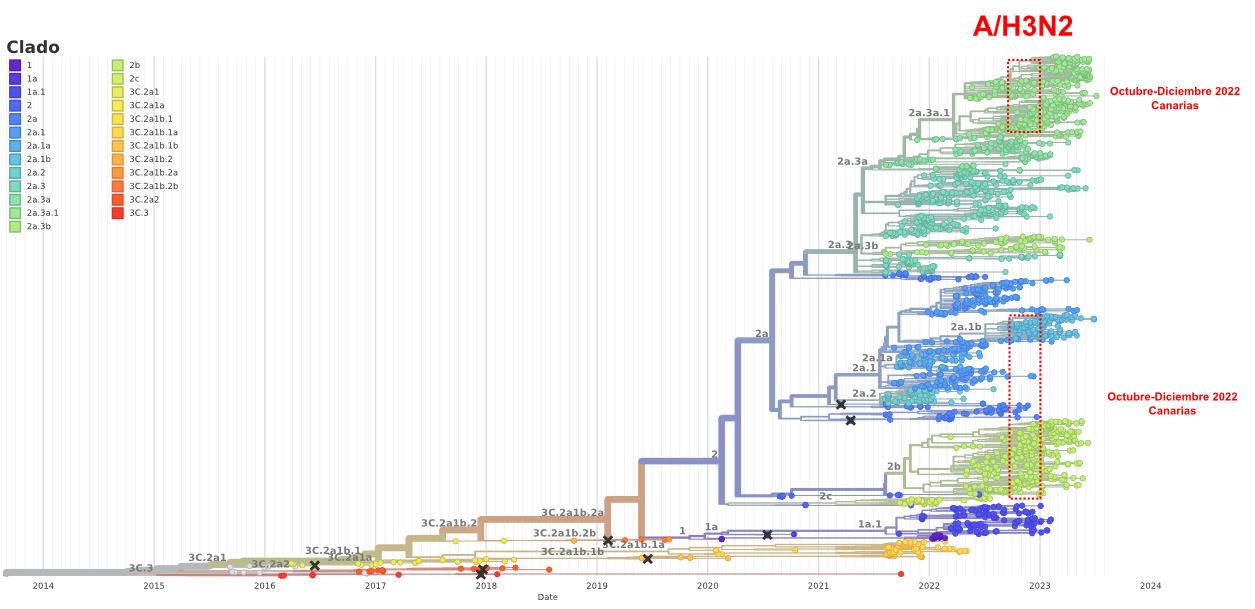 A/H3N2
Clado
1
1a
1a.1
2
2a
2a.1
2a.1a
2a.1b
2a.2
2a.3
2a.3a
2a.3a.1
2a.3b
2b
2c
3C.2a1
3C.2a1a
3C.2a1b.1
3C.2a1b.1a
3C.2a1b.1b
3C.2a1b.2
3C.2a1b.2a
3C.2a1b.2b
3C.2a2
3C.3
Octubre-Diciembre 2022
Canarias
2a.3a.1
2a.3a
2a.3
2a.3b
2a
2a.1b
2a.1a
2a.1
2a.2
Octubre-Diciembre 2022
Canarias
2
2b
2c
3C.2a1b.2a
3C.2a1b.2
1a
1a.1
1
3C.2a1b.2b
3C.2a1b.1a
3C.2a1b.1
3C.2a1b.1b
3C.2a1
3C.2a1a
3C.2a2
3C.3
2014
2015
2016
2017
2018
2019
2020
2021
2022
2023
2024
Date